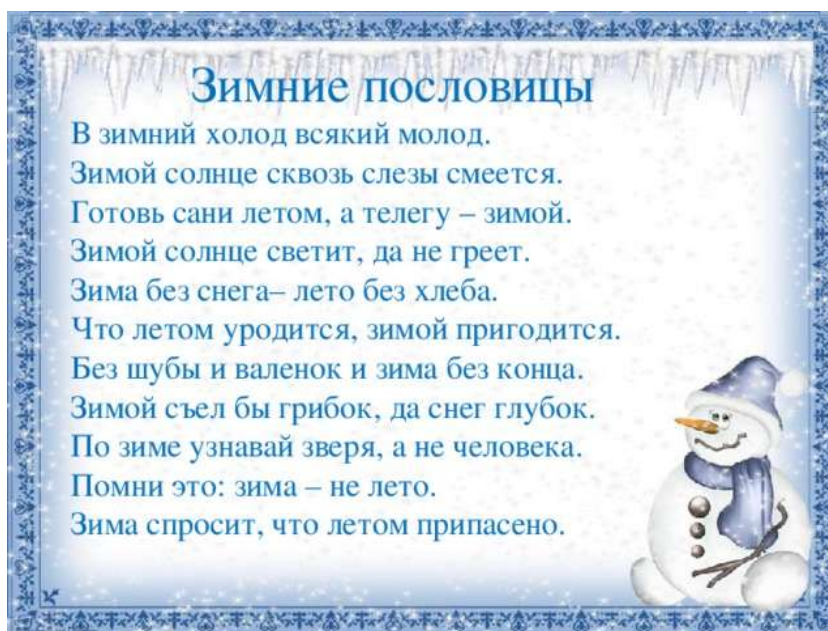 Зимние пословицы
В зимний холод всякий молод.
Зимой солнце сквозь слезы смеется.
Готовь сани летом, а телегу – зимой.
Зимой солнце светит, да не греет.
Зима без снега– лето без хлеба.
Что летом уродится, зимой пригодится.
Без шубы и валенок и зима без конца.
Зимой съел бы грибок, да снег глубок.
По зиме узнавай зверя, а не человека.
Помни это: зима – не лето.
Зима спросит, что летом припасено.